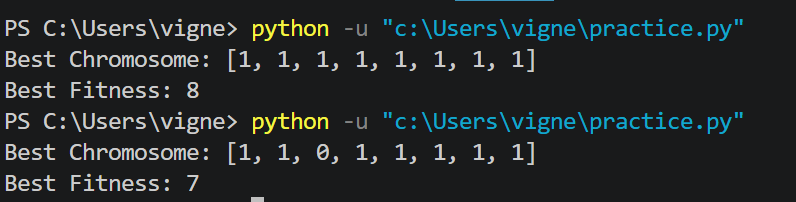 PS C:\Users\vigne> python -u "c:\Users\vigne\practice.py"
Best Chromosome: [1, 1, 1, 1, 1, 1, 1, 1]
Best Fitness: 8
PS C:\Users\vigne> python -u "c:\Users\vigne\practice.py"
Best Chromosome: [1, 1, 0, 1, 1, 1, 1, 1]
Best Fitness: 7